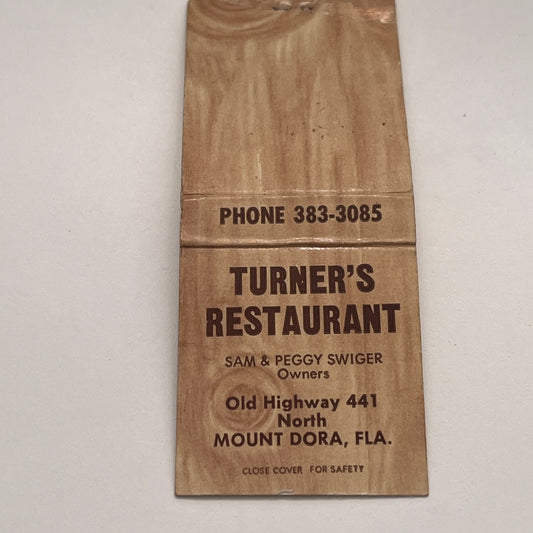 PHONE 383-3085
TURNER'S
RESTAURANT
SAM & PEGGY SWIGER
Owners
Old Highway 441
North
MOUNT DORA, FLA.
CLOSE COVER FOR SAFETY